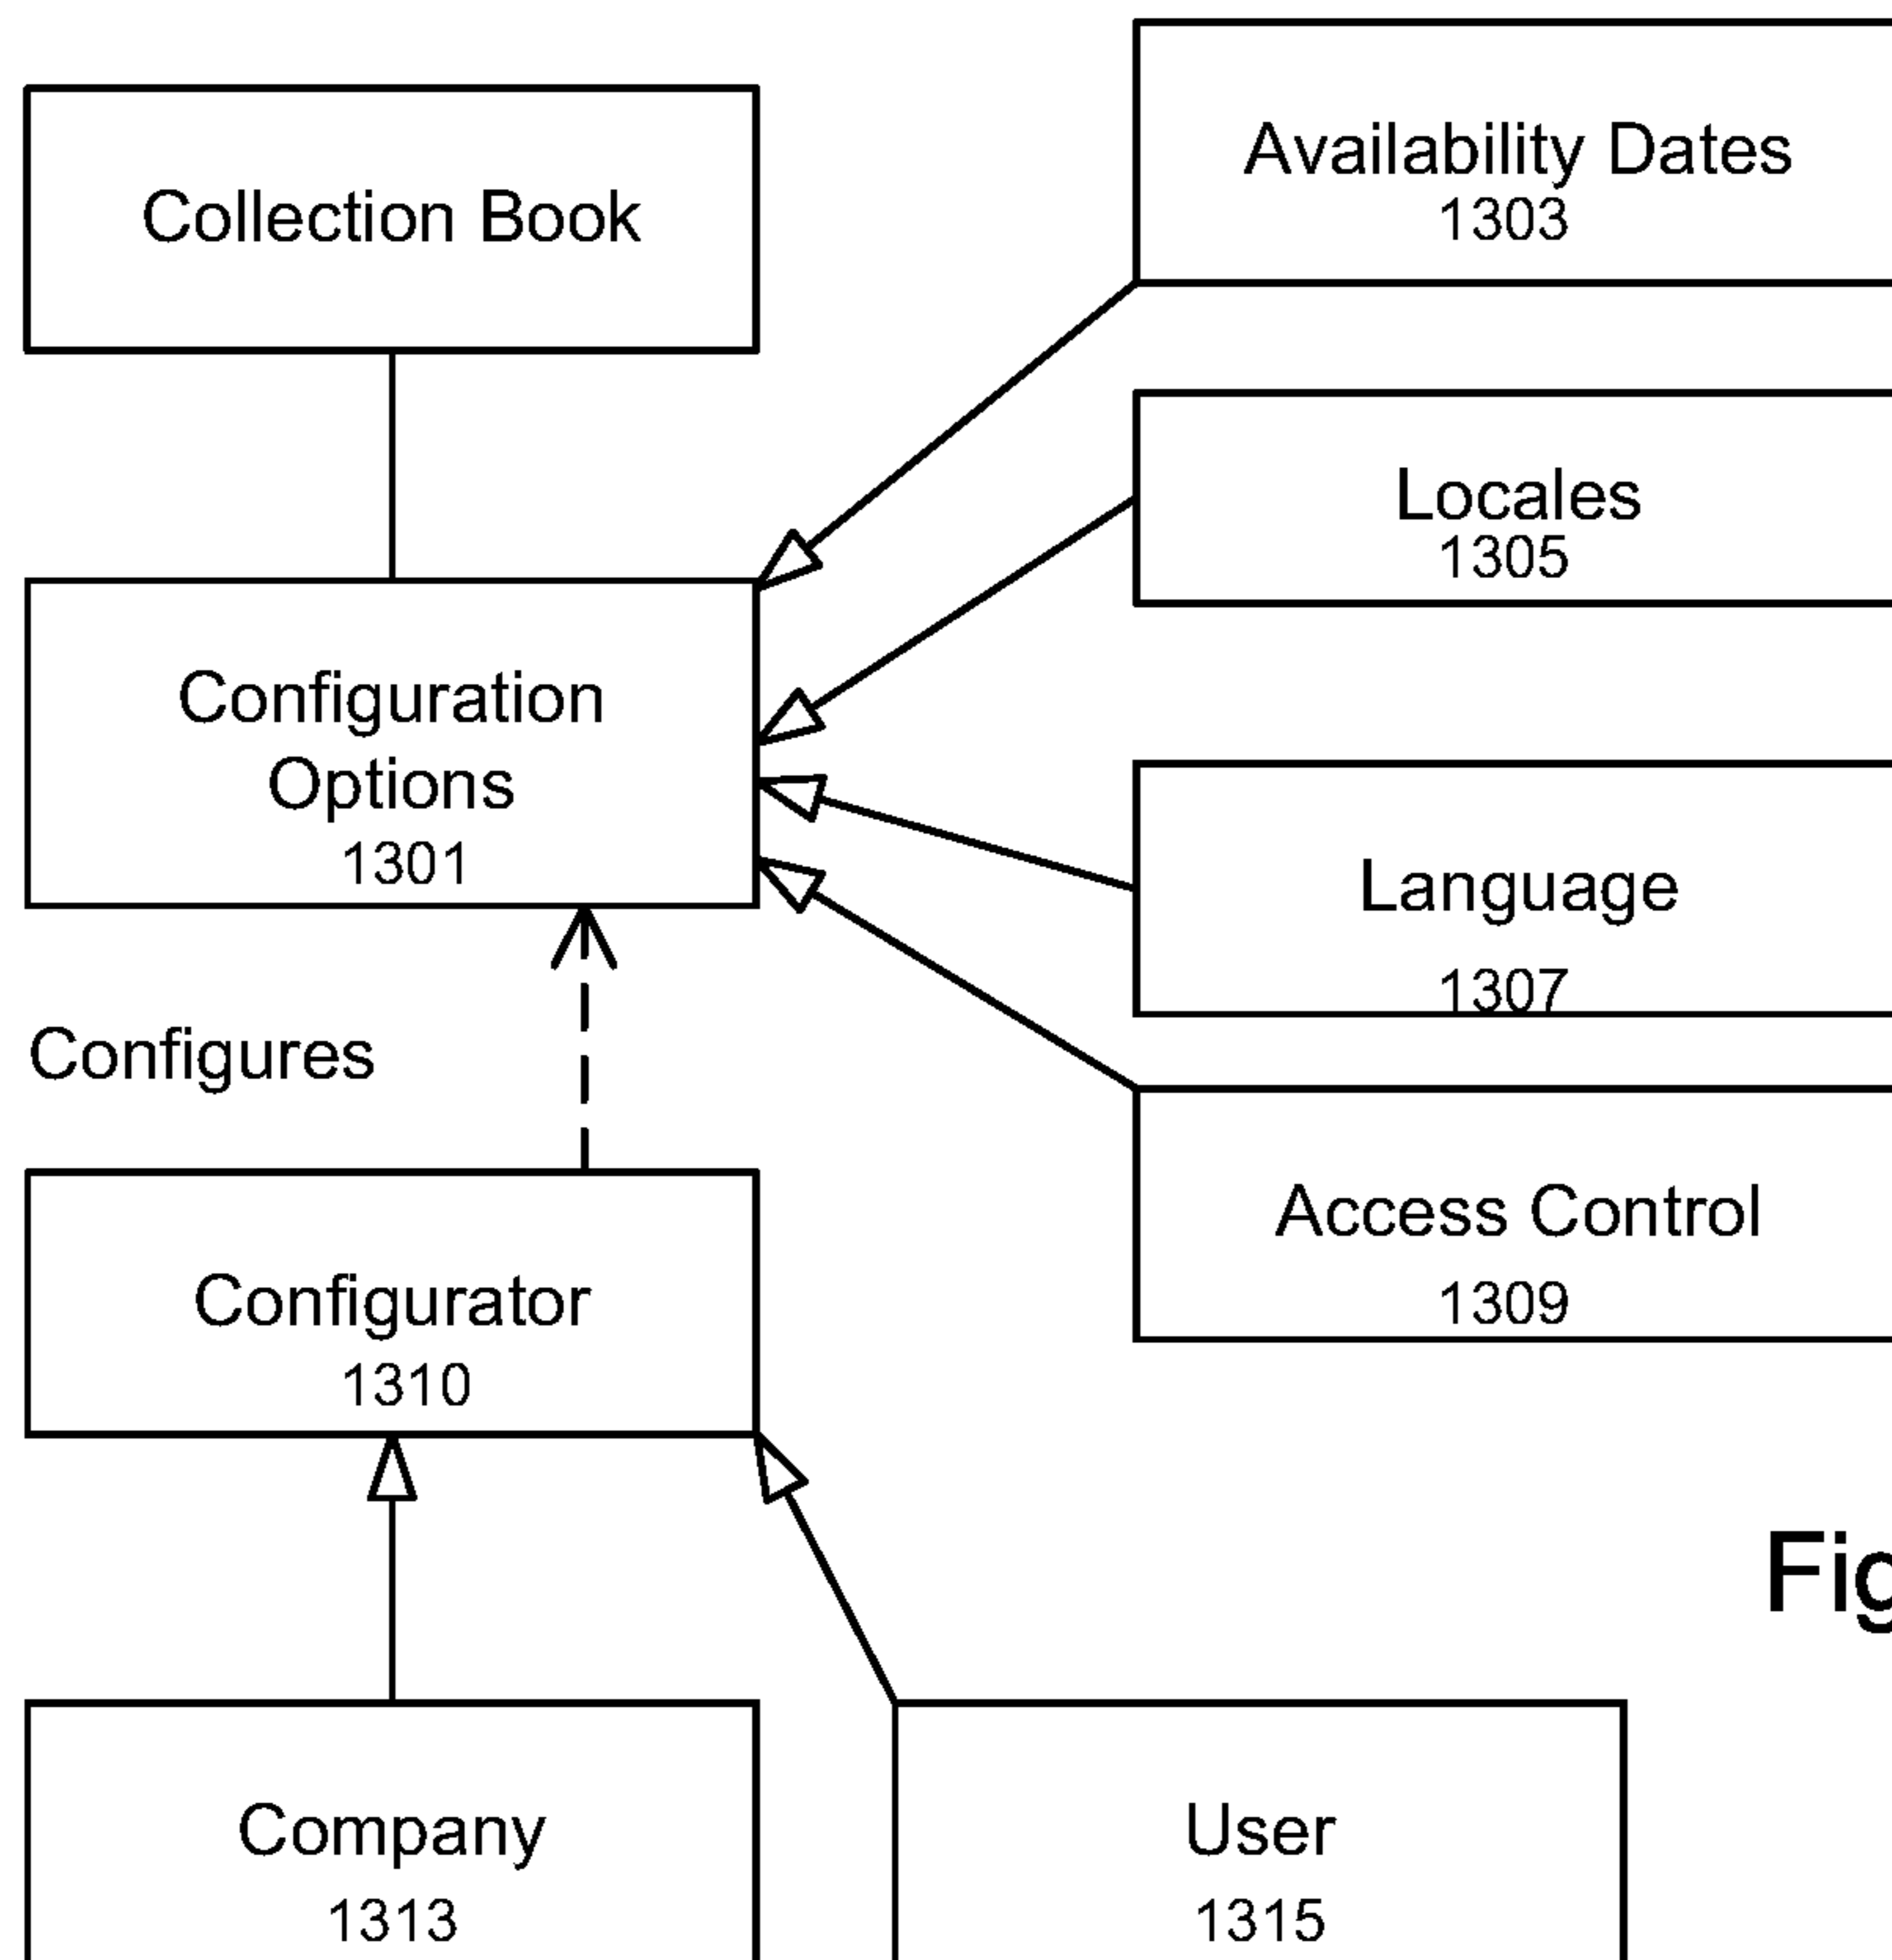 Collection Book
Availability Dates
1303
Locales
1305
Configuration
Options
1301
Language
1307
Configures
Access Control
1309
Configurator
1310
Fig
Company
1313
User
1315